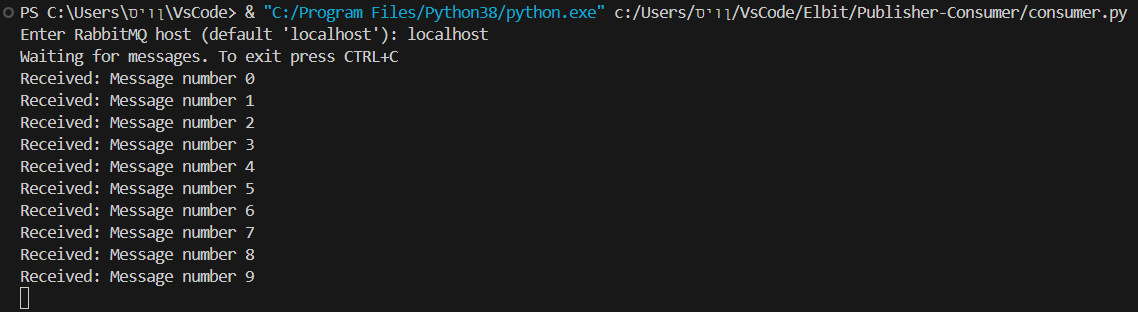 PS C:\Users\סיוון\VsCode> & "C:/Program Files/Python38/python.exe" c:/Users/סיוון/VsCode/Elbit/Publisher-Consumer/consumer.py
Enter RabbitMQ host (default 'localhost'): localhost
Waiting for messages. To exit press CTRL+C
Received: Message number 0
Received: Message number 1
Received: Message number 2
Received: Message number 3
Received: Message number 4
Received: Message number 5
Received: Message number 6
Received: Message number 7
Received: Message number 8
Received: Message number 9